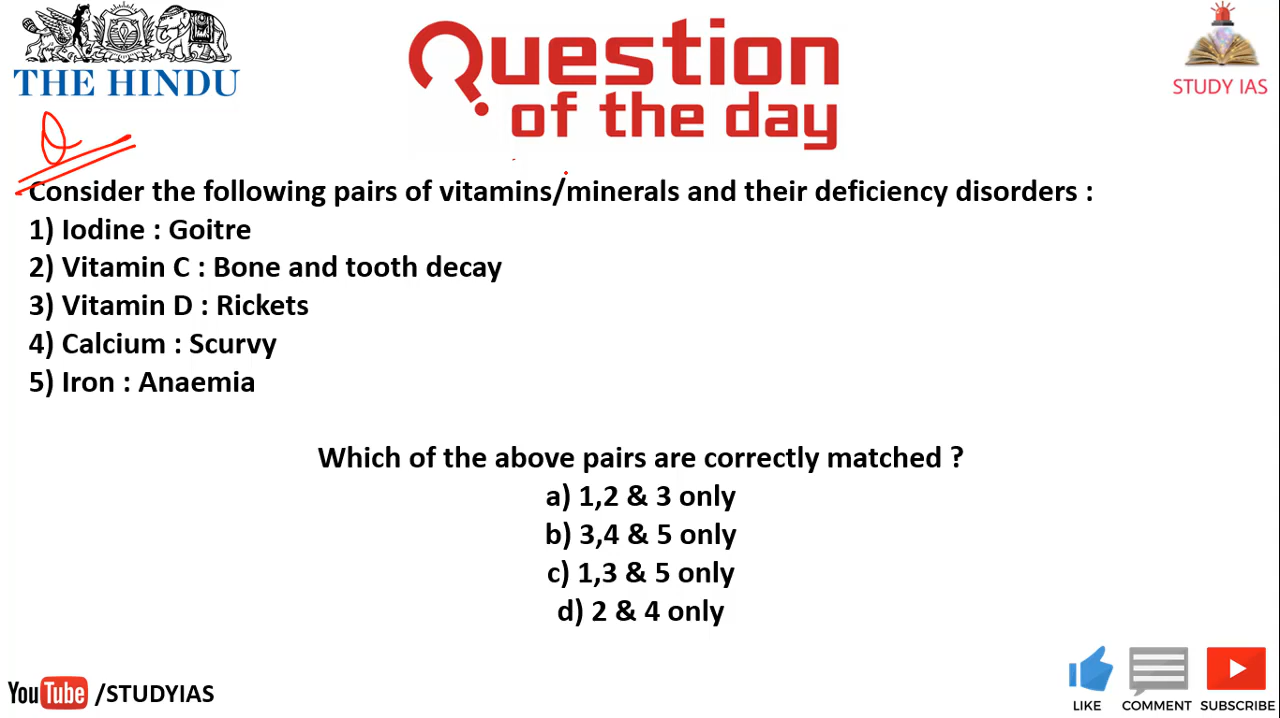 THE HINDU
Question
of the day
STUDY IAS
Consider the following pairs of vitamins/minerals and their deficiency disorders :
1) Iodine : Goitre
2) Vitamin C : Bone and tooth decay
3) Vitamin D : Rickets
4) Calcium : Scurvy
5) Iron : Anaemia
Which of the above pairs are correctly matched ?
a) 1,2 & 3 only
b) 3,4 & 5 only
c) 1,3 & 5 only
d) 2 & 4 only
YouTube /STUDYIAS
LIKE COMMENT SUBSCRIBE